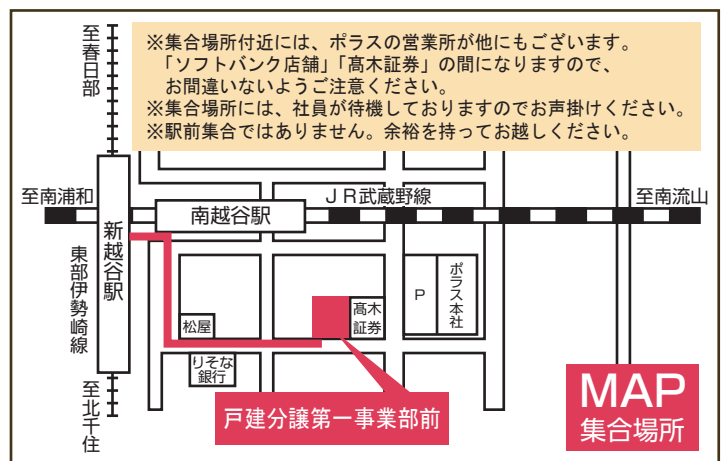 ※集合場所付近には、ポラスの営業所が他にもございます。
「ソフトバンク店舗」「髙木証券」の間になりますので、
お間違いないようご注意ください。
※集合場所には、社員が待機しておりますのでお声掛けください。
※駅前集合ではありません。余裕を持ってお越しください。
至春日部
至南浦和
南越谷駅
ＪＲ武蔵野線
至南流山
新越谷駅
東部伊勢崎線
松屋
髙木
証券
P
ポラス本社
りそな
銀行
至北千住
戸建分譲第一事業部前
MAP
集合場所